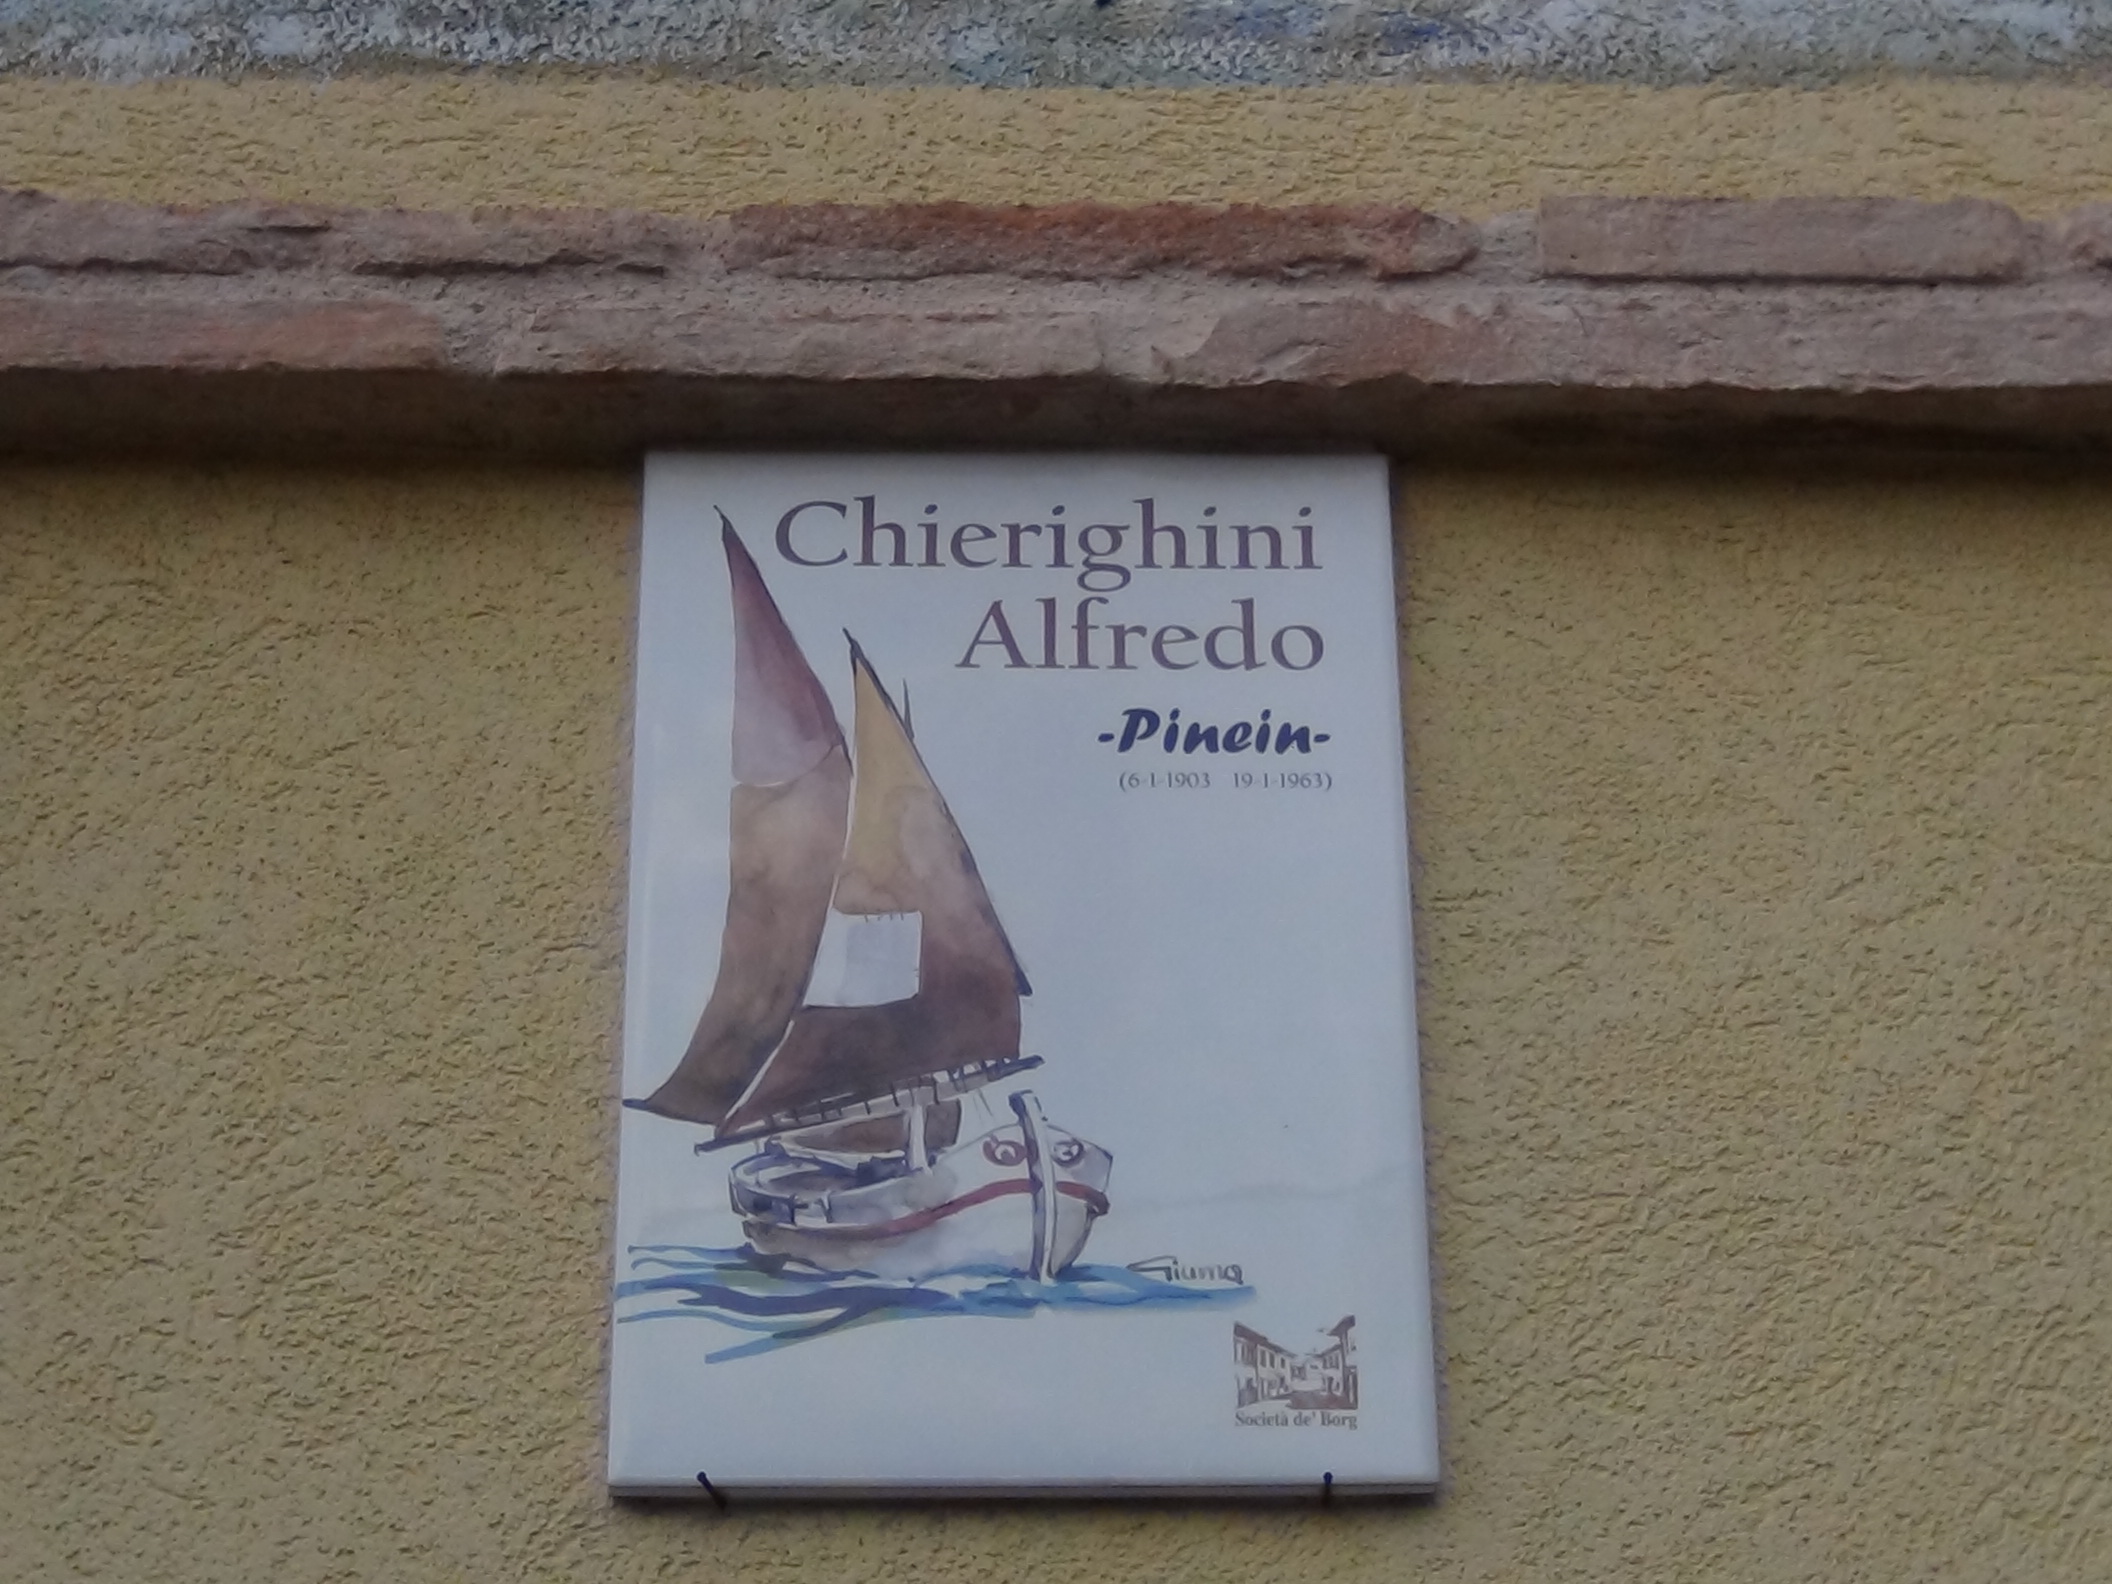 Chierighini
Alfredo
-Pinein-
(6-1-1903 19-1-1963)
Giuma
Società de' Borg